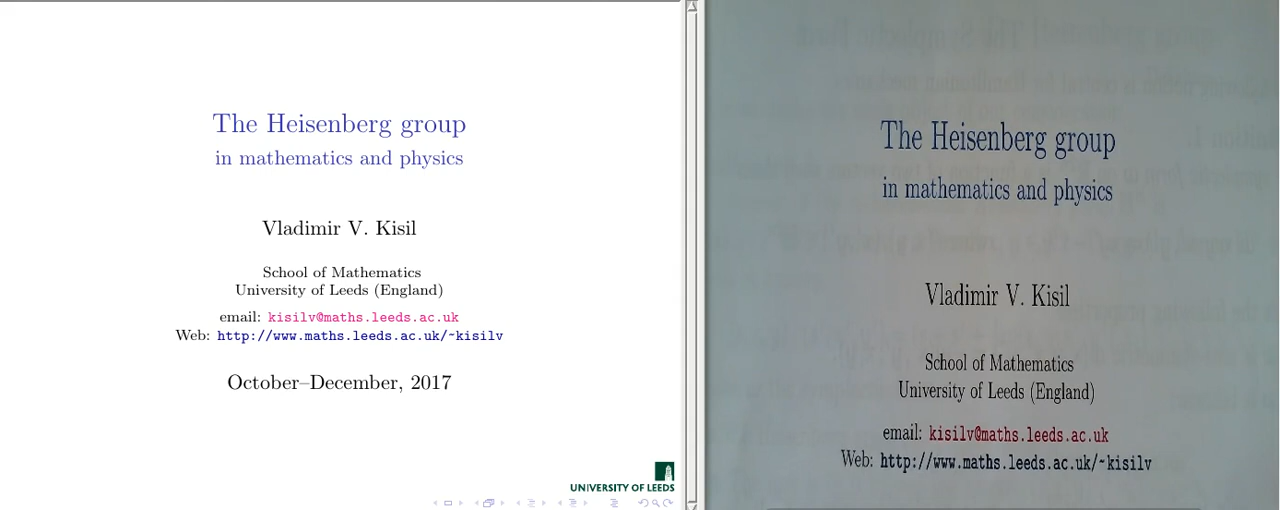 The Heisenberg group
in mathematics and physics
Vladimir V. Kisil
School of Mathematics
University of Leeds (England)
email: kisilv@maths.leeds.ac.uk
Web: http://www.maths.leeds.ac.uk/~kisilv
October–December, 2017
UNIVERSITY OF LEEDS
The Heisenberg group
in mathematics and physics
Vladimir V. Kisil
School of Mathematics
University of Leeds (England)
email: kisilv@maths.leeds.ac.uk
Web: http://www.maths.leeds.ac.uk/~kisilv